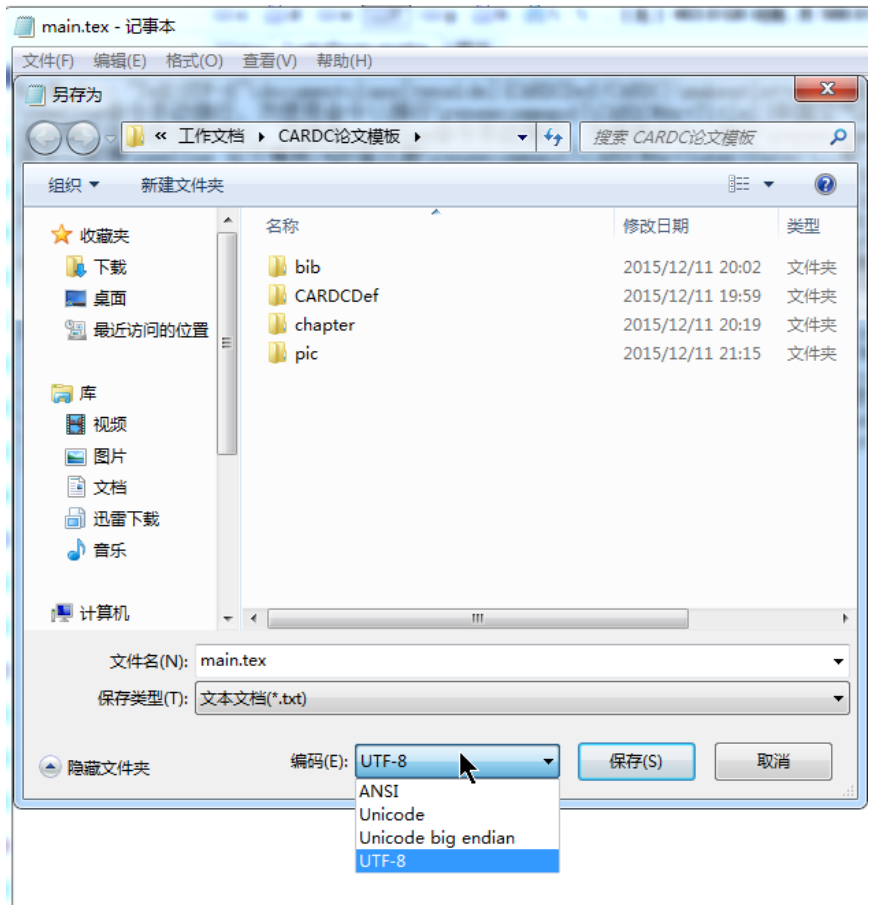 main.tex - 记事本
文件(F) 编辑(E) 格式(O) 查看(V) 帮助(H)
另存为
« 工作文档 CARDC论文模板
搜索 CARDC论文模板
组织 新建文件夹
收藏夹
下载
桌面
最近访问的位置
库
视频
图片
文档
迅雷下载
音乐
计算机
名称 修改日期 类型
bib 2015/12/11 20:02 文件夹
CARDCDef 2015/12/11 19:59 文件夹
chapter 2015/12/11 20:19 文件夹
pic 2015/12/11 21:15 文件夹
文件名(N): main.tex
保存类型(T): 文本文档(*.txt)
隐藏文件夹 编码(E): UTF-8 保存(S) 取消
ANSI
Unicode
Unicode big endian
UTF-8